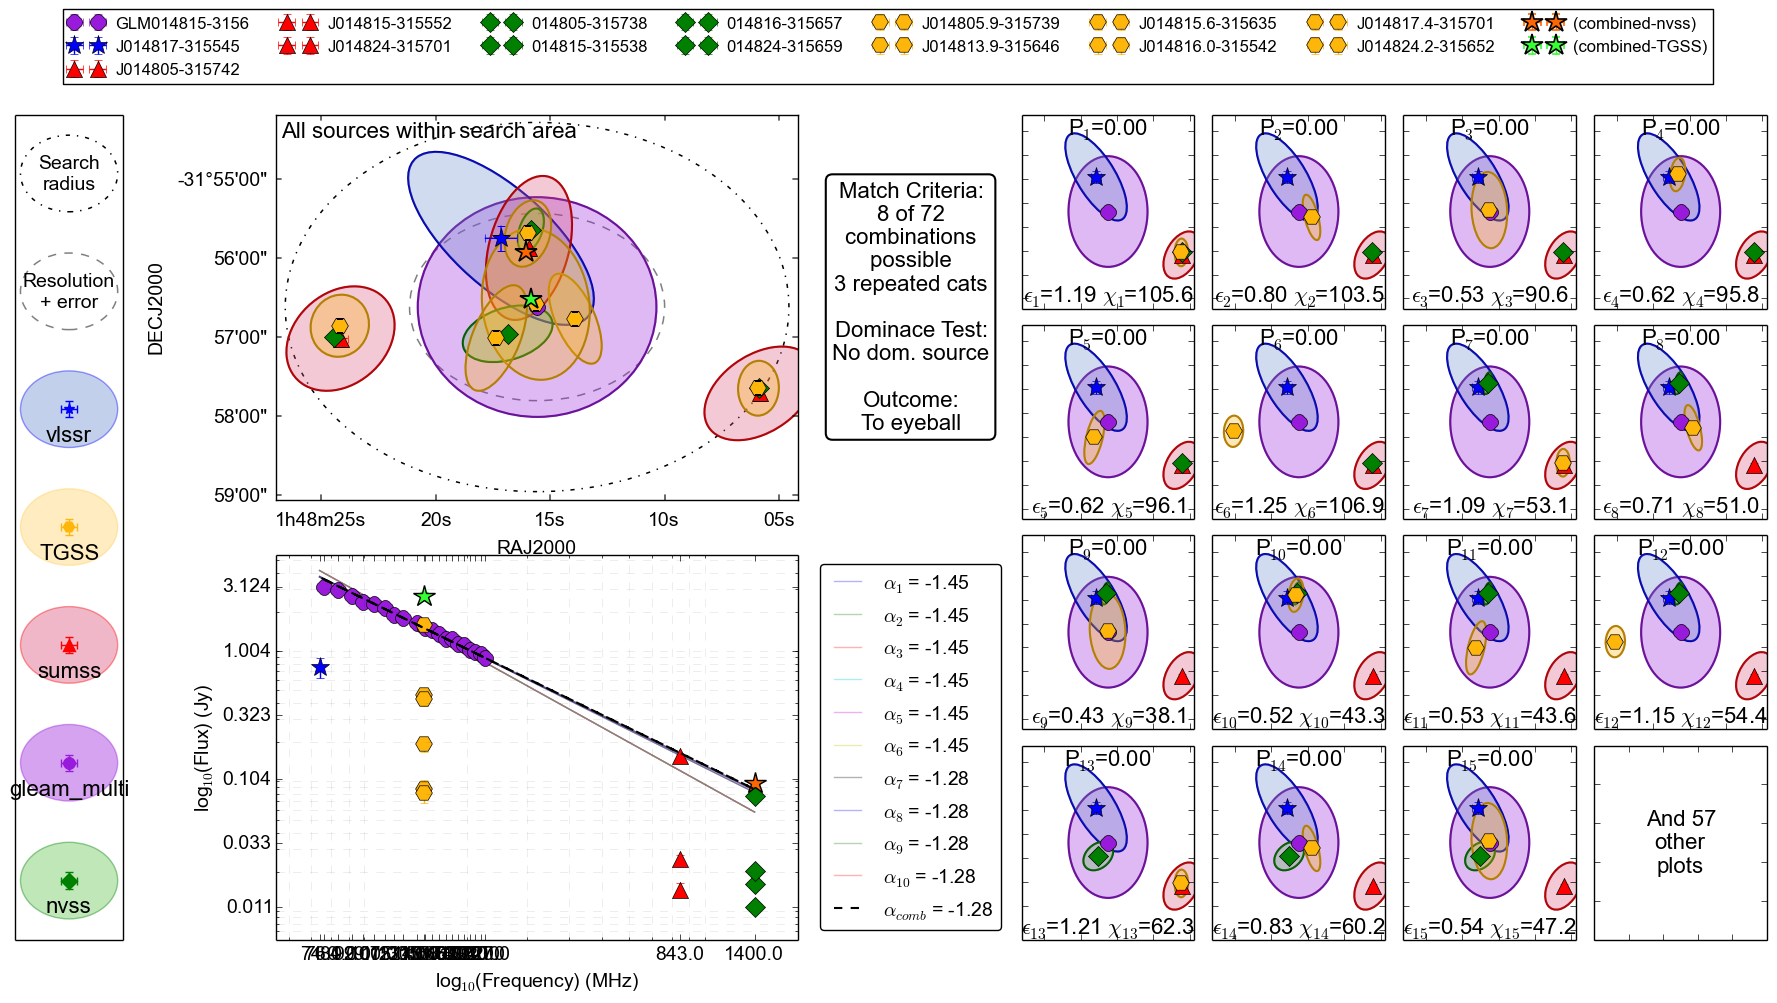 GLM014815-3156
J014817-315545
J014805-315742
J014815-315552
J014824-315701
014805-315738
014815-315538
014816-315657
014824-315659
J014805.9-315739
J014813.9-315646
J014815.6-315635
J014816.0-315542
J014817.4-315701
J014824.2-315652
(combined-nvss)
(combined-TGSS)
Search
radius
Resolution
+ error
vlssr
TGSS
sumss
gleam_multi
nvss
All sources within search area
DECJ2000
-31°55'00"
56'00"
57'00"
58'00"
59'00"
1h48m25s
20s
15s
10s
05s
RAJ2000
Match Criteria:
8 of 72
combinations
possible
3 repeated cats
Dominace Test:
No dom. source
Outcome:
To eyeball
log₁₀(Flux) (Jy)
3.124
1.004
0.323
0.104
0.033
0.011
843.0
1400.0
log₁₀(Frequency) (MHz)
α₁ = -1.45
α₂ = -1.45
α₃ = -1.45
α₄ = -1.45
α₅ = -1.45
α₆ = -1.45
α₇ = -1.28
α₈ = -1.28
α₉ = -1.28
α₁₀ = -1.28
α_comb = -1.28
P₁=0.00
ϵ₁=1.19 χ₁=105.6
P₂=0.00
ϵ₂=0.80 χ₂=103.5
P₃=0.00
ϵ₃=0.53 χ₃=90.6
P₄=0.00
ϵ₄=0.62 χ₄=95.8
P₅=0.00
ϵ₅=0.62 χ₅=96.1
P₆=0.00
ϵ₆=1.25 χ₆=106.9
P₇=0.00
ϵ₇=1.09 χ₇=53.1
P₈=0.00
ϵ₈=0.71 χ₈=51.0
P₉=0.00
ϵ₉=0.43 χ₉=38.1
P₁₀=0.00
ϵ₁₀=0.52 χ₁₀=43.3
P₁₁=0.00
ϵ₁₁=0.53 χ₁₁=43.6
P₁₂=0.00
ϵ₁₂=1.15 χ₁₂=54.4
P₁₃=0.00
ϵ₁₃=1.21 χ₁₃=62.3
P₁₄=0.00
ϵ₁₄=0.83 χ₁₄=60.2
P₁₅=0.00
ϵ₁₅=0.54 χ₁₅=47.2
And 57
other
plots